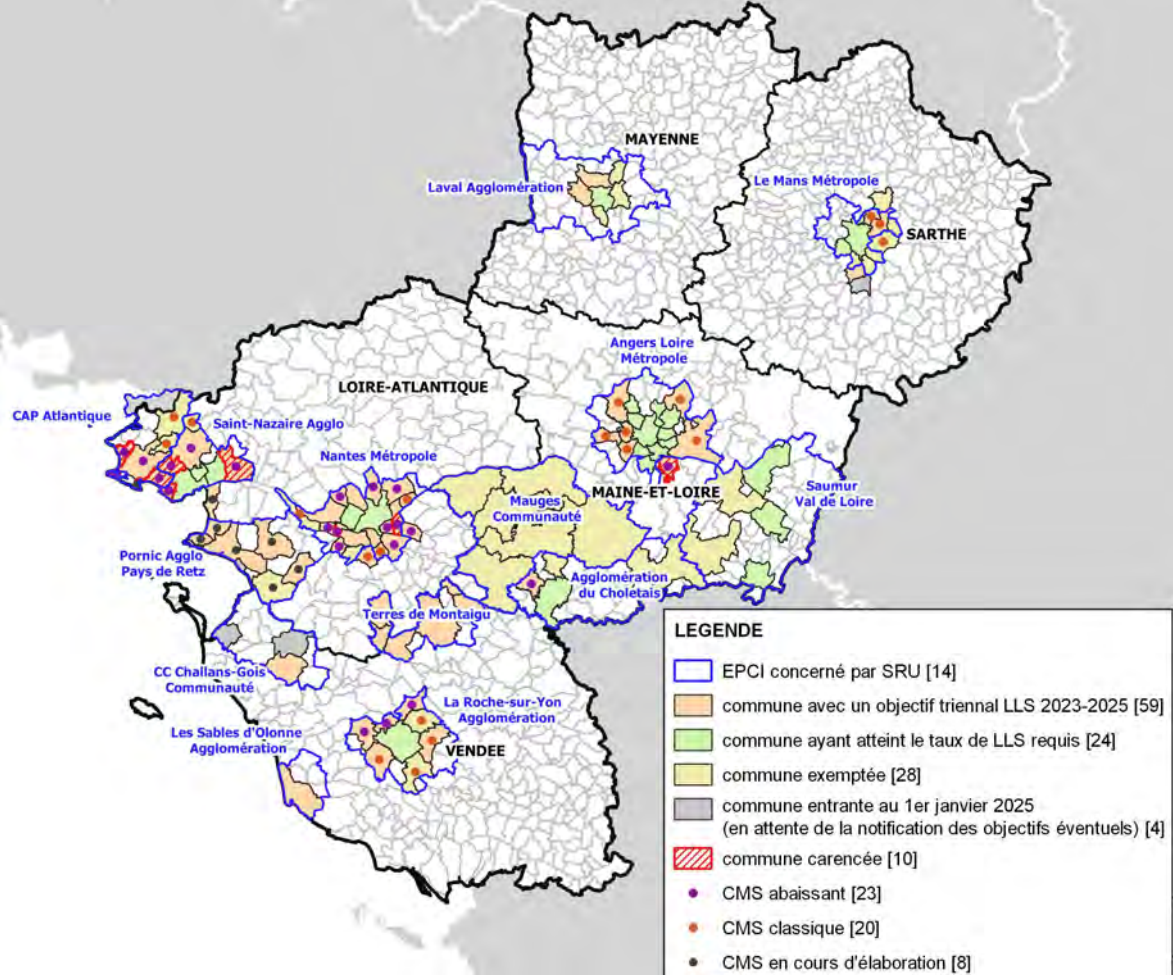 MAYENNE
Laval Agglomération
Le Mans Métropole
SARTHE
Angers Loire
Métropole
LOIRE-ATLANTIQUE
CAP Atlantique
Saint-Nazaire Agglo
Nantes Métropole
MAINE-ET-LOIRE
Saumur
Val de Loire
Mauges
Communauté
Pornic Agglo
Pays de Retz
Agglomération
du Choletais
Terres de Montaigu
CC Challans-Gois
Communauté
La Roche-sur-Yon
Agglomération
Les Sables d'Olonne
Agglomération
VENDEE
LEGENDE
EPCI concerné par SRU [14]
commune avec un objectif triennal LLS 2023-2025 [59]
commune ayant atteint le taux de LLS requis [24]
commune exemptée [28]
commune entrante au 1er janvier 2025
(en attente de la notification des objectifs éventuels) [4]
commune carencée [10]
CMS abaissant [23]
CMS classique [20]
CMS en cours d'élaboration [8]